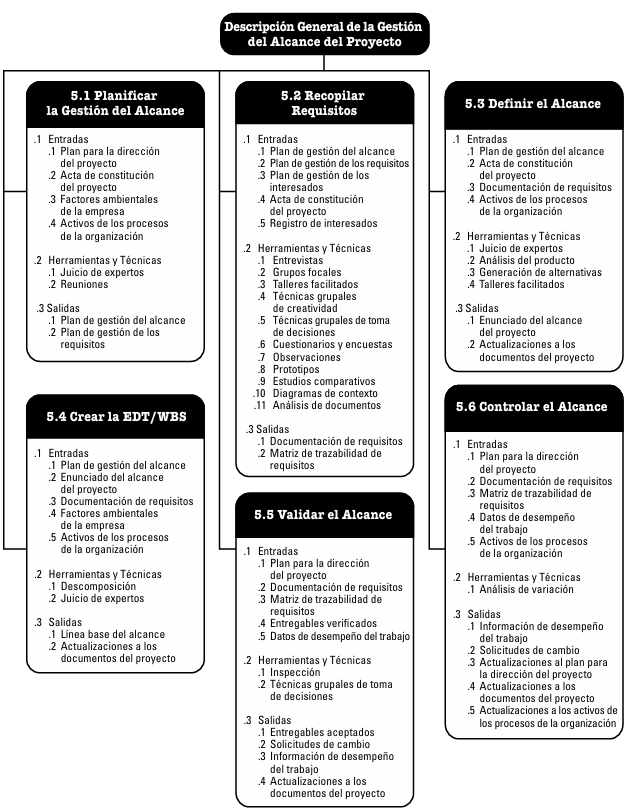 Descripción General de la Gestión
del Alcance del Proyecto
5.1 Planificar
la Gestión del Alcance
.1 Entradas
.1 Plan para la dirección
del proyecto
.2 Acta de constitución
del proyecto
.3 Factores ambientales
de la empresa
.4 Activos de los procesos
de la organización
.2 Herramientas y Técnicas
.1 Juicio de expertos
.2 Reuniones
.3 Salidas
.1 Plan de gestión del alcance
.2 Plan de gestión de los
requisitos
5.2 Recopilar
Requisitos
.1 Entradas
.1 Plan de gestión del alcance
.2 Plan de gestión de los requisitos
.3 Plan de gestión de los
interesados
.4 Acta de constitución
del proyecto
.5 Registro de interesados
.2 Herramientas y Técnicas
.1 Entrevistas
.2 Grupos focales
.3 Talleres facilitados
.4 Técnicas grupales
de creatividad
.5 Técnicas grupales de toma
de decisiones
.6 Cuestionarios y encuestas
.7 Observaciones
.8 Prototipos
.9 Estudios comparativos
.10 Diagramas de contexto
.11 Análisis de documentos
.3 Salidas
.1 Documentación de requisitos
.2 Matriz de trazabilidad de
requisitos
5.3 Definir el Alcance
.1 Entradas
.1 Plan de gestión del alcance
.2 Acta de constitución
del proyecto
.3 Documentación de requisitos
.4 Activos de los procesos
de la organización
.2 Herramientas y Técnicas
.1 Juicio de expertos
.2 Análisis del producto
.3 Generación de alternativas
.4 Talleres facilitados
.3 Salidas
.1 Enunciado del alcance
del proyecto
.2 Actualizaciones a los
documentos del proyecto
5.4 Crear la EDT/WBS
.1 Entradas
.1 Plan de gestión del alcance
.2 Enunciado del alcance
del proyecto
.3 Documentación de requisitos
.4 Factores ambientales
de la empresa
.5 Activos de los procesos
de la organización
.2 Herramientas y Técnicas
.1 Descomposición
.2 Juicio de expertos
.3 Salidas
.1 Línea base del alcance
.2 Actualizaciones a los
documentos del proyecto
5.5 Validar el Alcance
.1 Entradas
.1 Plan para la dirección
del proyecto
.2 Documentación de requisitos
.3 Matriz de trazabilidad de
requisitos
.4 Entregables verificados
.5 Datos de desempeño del trabajo
.2 Herramientas y Técnicas
.1 Inspección
.2 Técnicas grupales de toma
de decisiones
.3 Salidas
.1 Entregables aceptados
.2 Solicitudes de cambio
.3 Información de desempeño
del trabajo
.4 Actualizaciones a los
documentos del proyecto
5.6 Controlar el Alcance
.1 Entradas
.1 Plan para la dirección
del proyecto
.2 Documentación de requisitos
.3 Matriz de trazabilidad de
requisitos
.4 Datos de desempeño
del trabajo
.5 Activos de los procesos
de la organización
.2 Herramientas y Técnicas
.1 Análisis de variación
.3 Salidas
.1 Información de desempeño
del trabajo
.2 Solicitudes de cambio
.3 Actualizaciones al plan para
la dirección del proyecto
.4 Actualizaciones a los
documentos del proyecto
.5 Actualizaciones a los activos de
los procesos de la organización